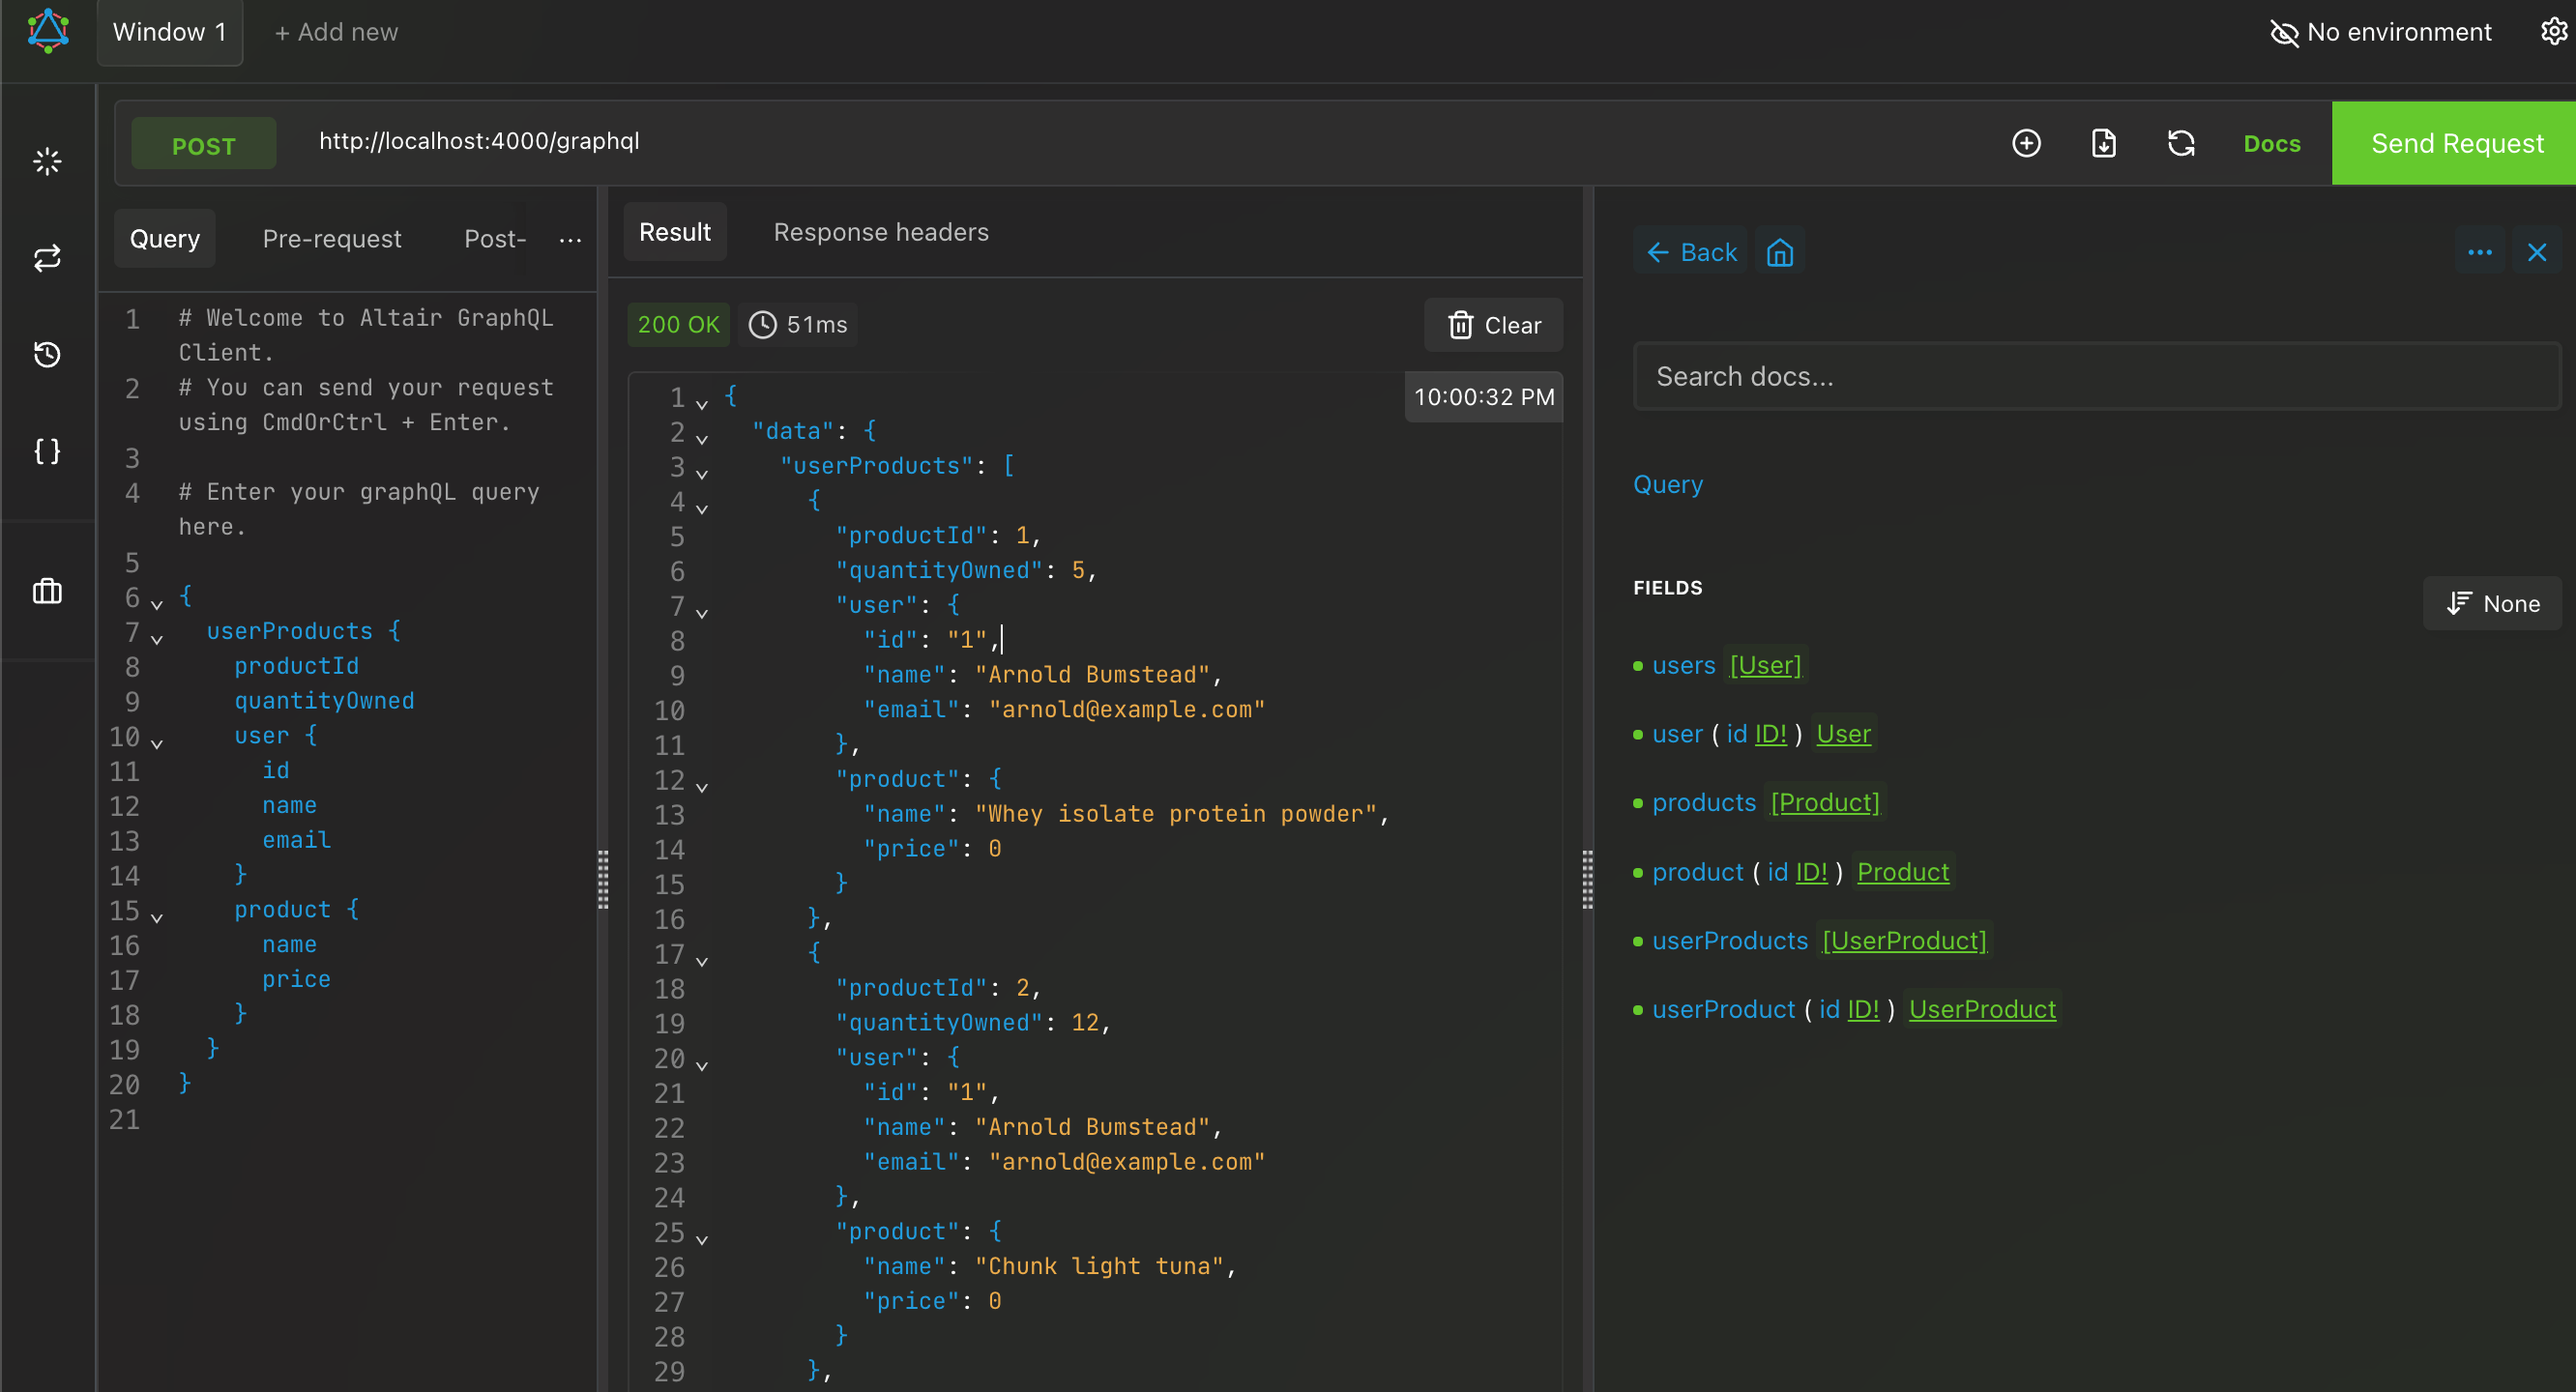 Window 1
+ Add new
No environment
POST
http://localhost:4000/graphql
Docs
Send Request
Query
Pre-request
Post-
...
1 # Welcome to Altair GraphQL
Client.
2 # You can send your request
using CmdOrCtrl + Enter.
3
4 # Enter your graphQL query
here.
5
6 {
7 userProducts {
8 productId
9 quantityOwned
10 user {
11 id
12 name
13 email
14 }
15 product {
16 name
17 price
18 }
19 }
20 }
21
Result
Response headers
200 OK
51ms
Clear
10:00:32 PM
1 {
2 "data": {
3 "userProducts": [
4 {
5 "productId": 1,
6 "quantityOwned": 5,
7 "user": {
8 "id": "1",
9 "name": "Arnold Bumstead",
10 "email": "arnold@example.com"
11 },
12 "product": {
13 "name": "Whey isolate protein powder",
14 "price": 0
15 }
16 },
17 {
18 "productId": 2,
19 "quantityOwned": 12,
20 "user": {
21 "id": "1",
22 "name": "Arnold Bumstead",
23 "email": "arnold@example.com"
24 },
25 "product": {
26 "name": "Chunk light tuna",
27 "price": 0
28 }
29 },
Back
Search docs...
Query
FIELDS
None
users [User]
user ( id ID! ) User
products [Product]
product ( id ID! ) Product
userProducts [UserProduct]
userProduct ( id ID! ) UserProduct